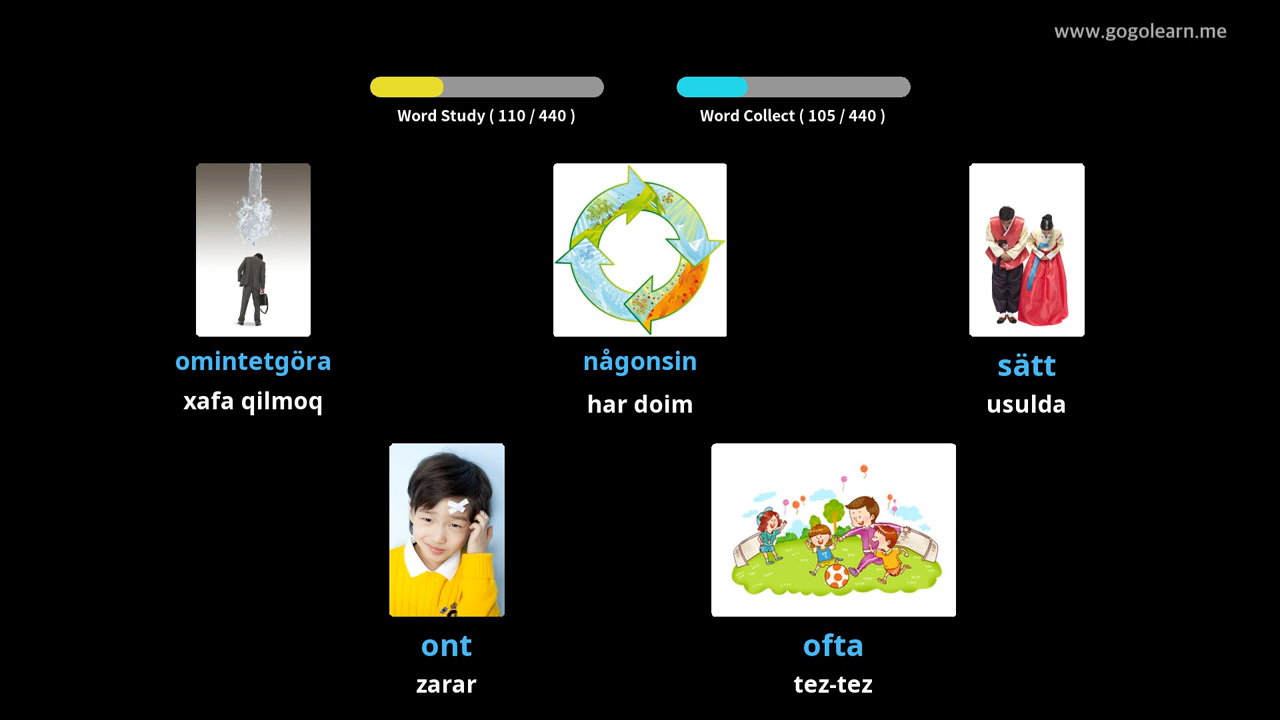 www.gogolearn.me
Word Study ( 110 / 440 )
Word Collect ( 105 / 440 )
omintetgöra
xafa qilmoq
någonsin
har doim
sätt
usulda
ont
zarar
ofta
tez-tez